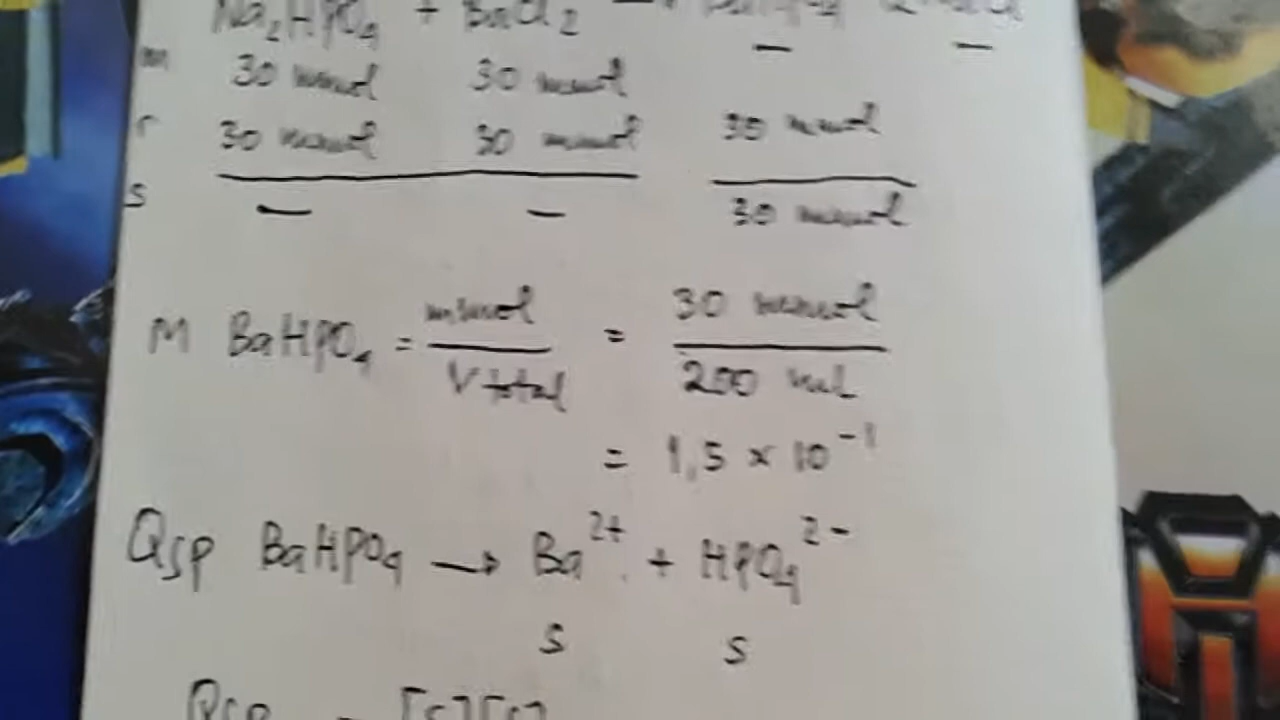 Na₂HPO₄ + BaCl₂ →
m 30 mmol 30 mmol — —
r 30 mmol 30 mmol 30 mmol
s — — 30 mmol
M BaHPO₄ = mmol / V total = 30 mmol / 200 mL
= 1,5 x 10⁻¹
Qsp BaHPO₄ → Ba²⁺ + HPO₄²⁻
s s
Qsp = [s][s]